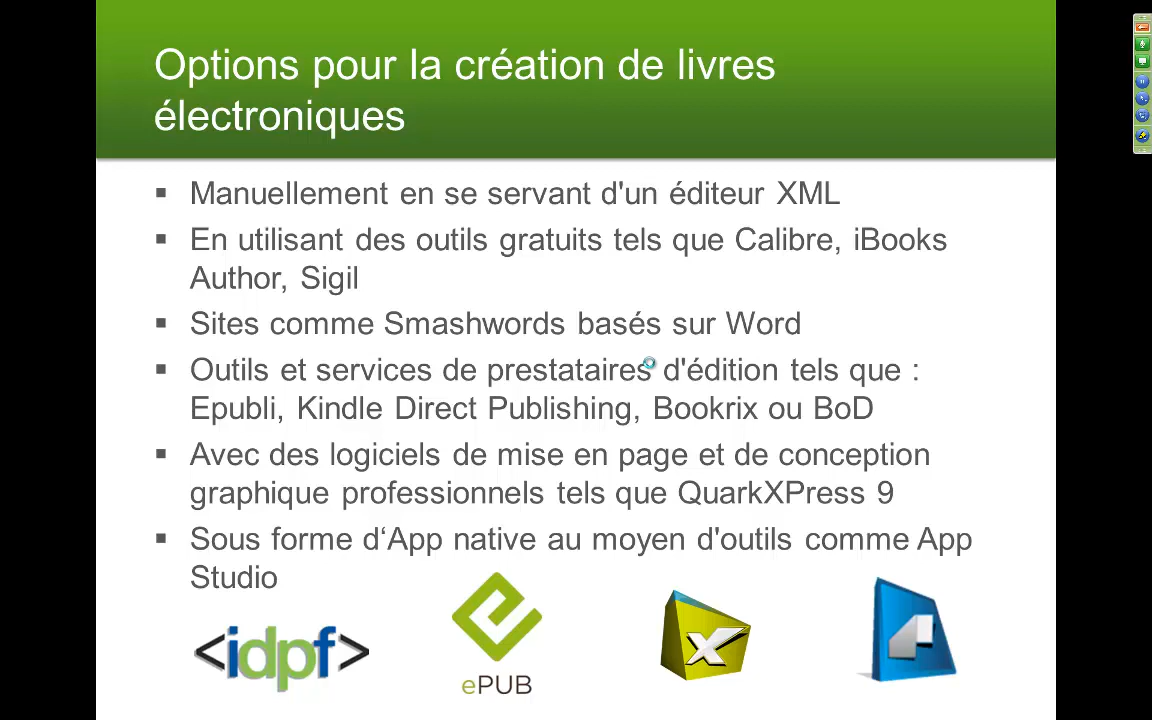 Options pour la création de livres
électroniques
▪ Manuellement en se servant d'un éditeur XML
▪ En utilisant des outils gratuits tels que Calibre, iBooks
Author, Sigil
▪ Sites comme Smashwords basés sur Word
▪ Outils et services de prestataires d'édition tels que :
Epubli, Kindle Direct Publishing, Bookrix ou BoD
▪ Avec des logiciels de mise en page et de conception
graphique professionnels tels que QuarkXPress 9
▪ Sous forme d‘App native au moyen d'outils comme App
Studio
<idpf>
ePUB